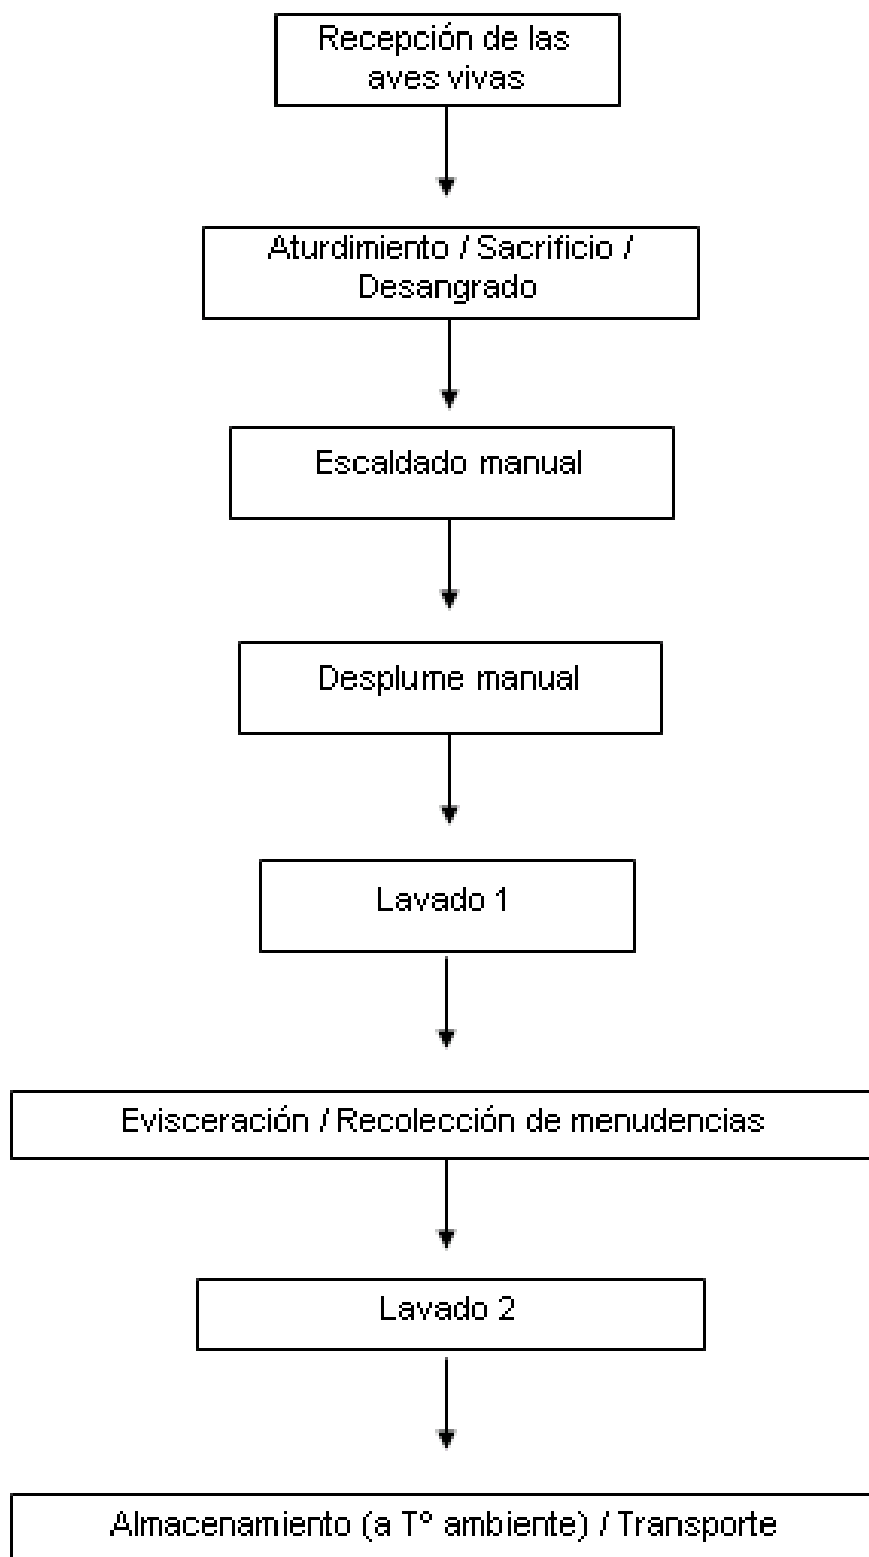 Recepción de las
aves vivas
Aturdimiento / Sacrificio /
Desangrado
Escaldado manual
Desplume manual
Lavado 1
Evisceración / Recolección de menudencias
Lavado 2
Almacenamiento (a Tº ambiente) / Transporte